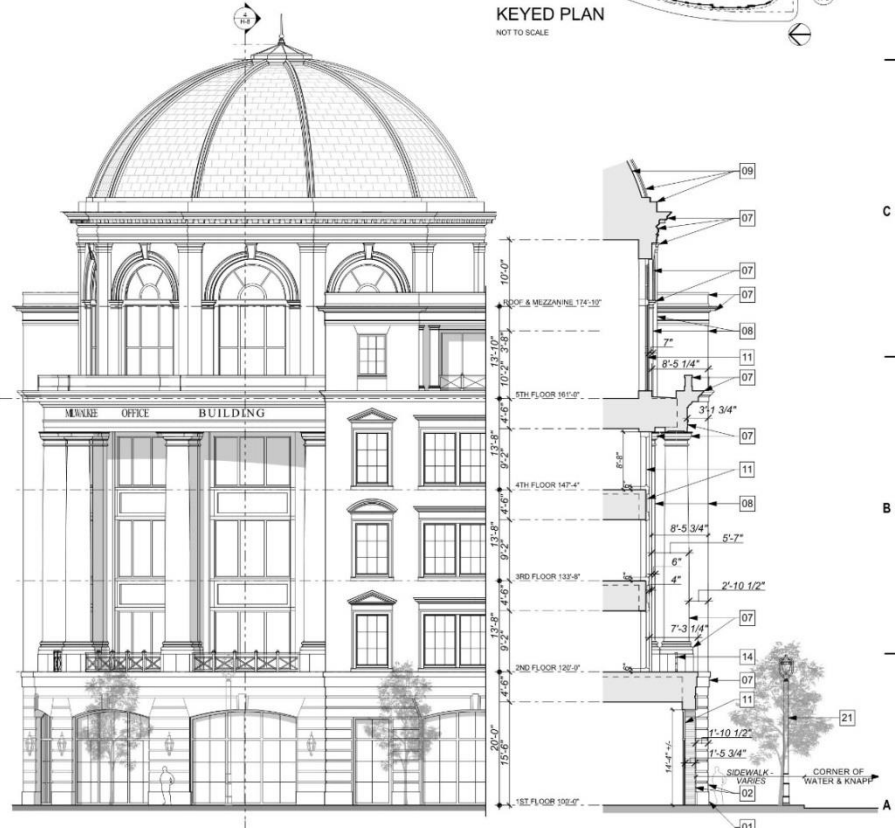 4
H-8
KEYED PLAN
NOT TO SCALE
09
C
07
10'-0"
07
07
ROOF & MEZZANINE 174'-10"
08
3'-8"
13'-10"
10'-2"
7"
11
8'-5 1/4"
07
5TH FLOOR 161'-0"
3'-1 3/4"
MILWALKEE OFFICE BUILDING
4'-6"
13'-8"
9'-2"
8'-8"
07
11
4TH FLOOR 147'-4"
08
B
4'-6"
13'-8"
9'-2"
8'-5 3/4"
5'-7"
6"
3RD FLOOR 133'-8"
4"
2'-10 1/2"
4'-6"
13'-8"
9'-2"
07
7'-3 1/4"
14
2ND FLOOR 120'-0"
07
4'-6"
11
21
20'-0"
15'-6"
14'-4" +/-
1'-10 1/2"
1'-5 3/4"
SIDEWALK -
VARIES
CORNER OF
WATER & KNAPP
02
1ST FLOOR 100'-0"
A
01